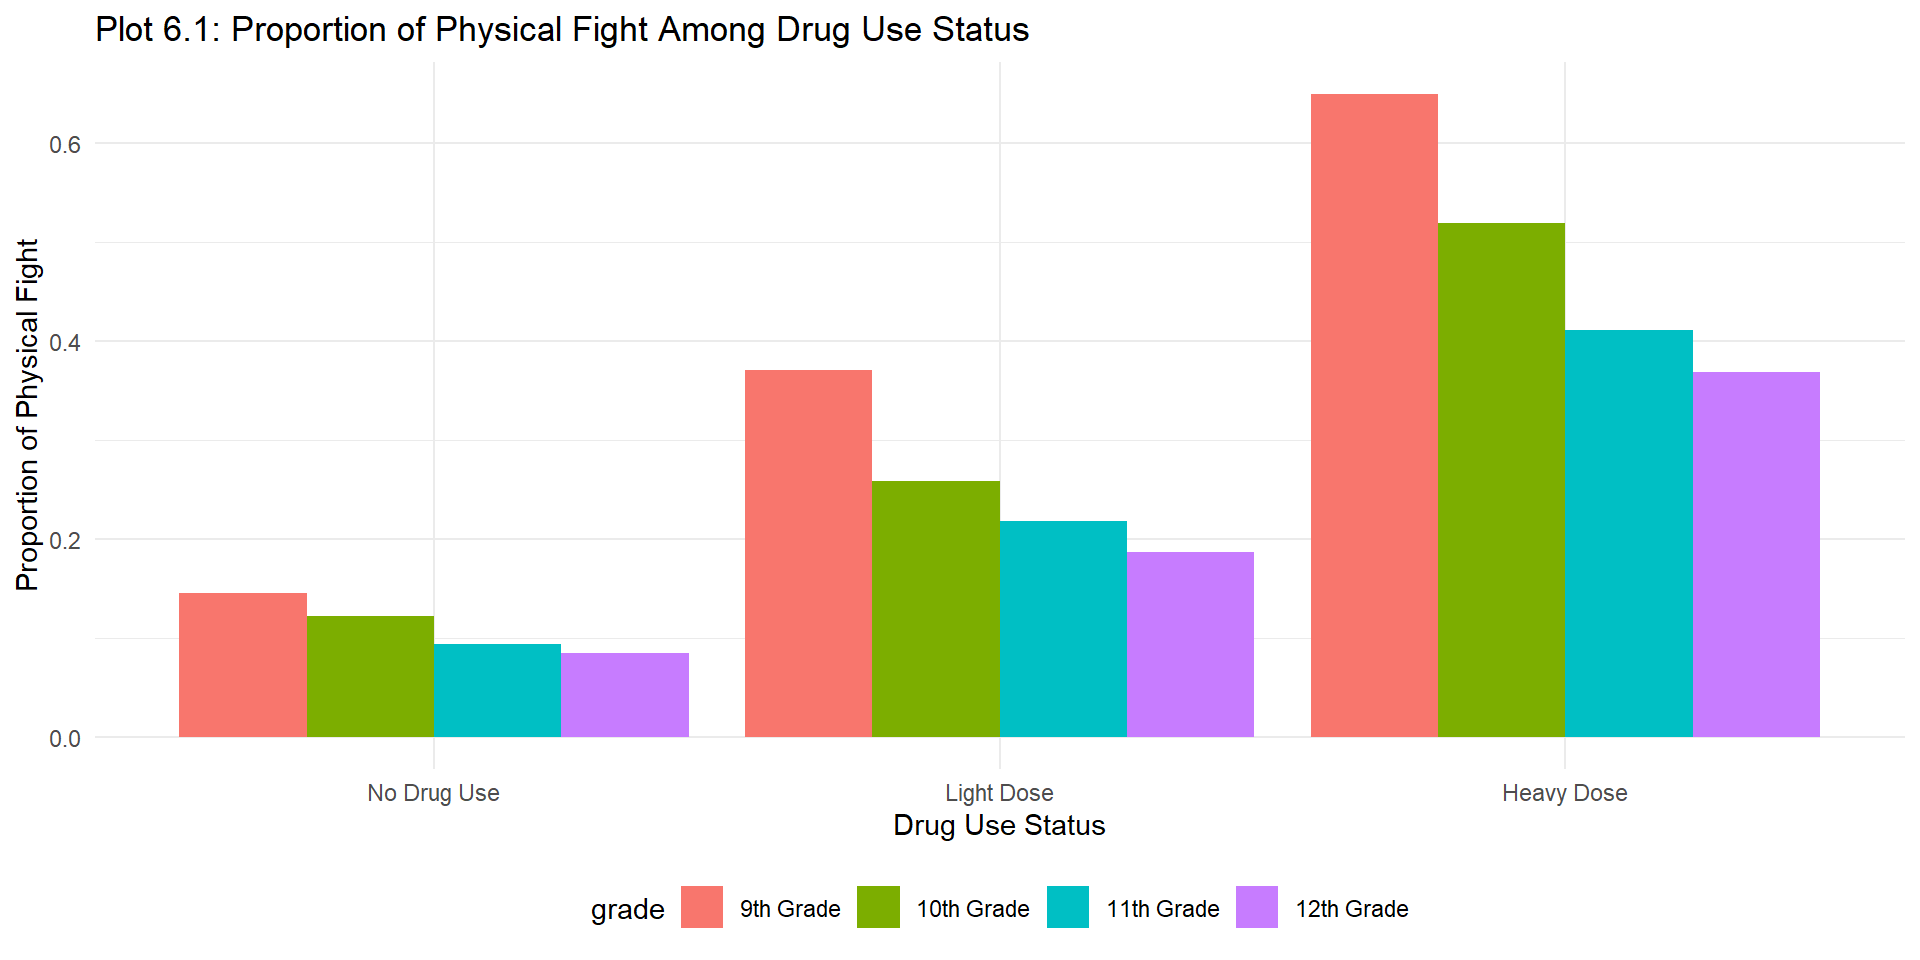 Plot 6.1: Proportion of Physical Fight Among Drug Use Status
Proportion of Physical Fight
0.6
0.4
0.2
0.0
No Drug Use Light Dose Heavy Dose
Drug Use Status
grade 9th Grade 10th Grade 11th Grade 12th Grade